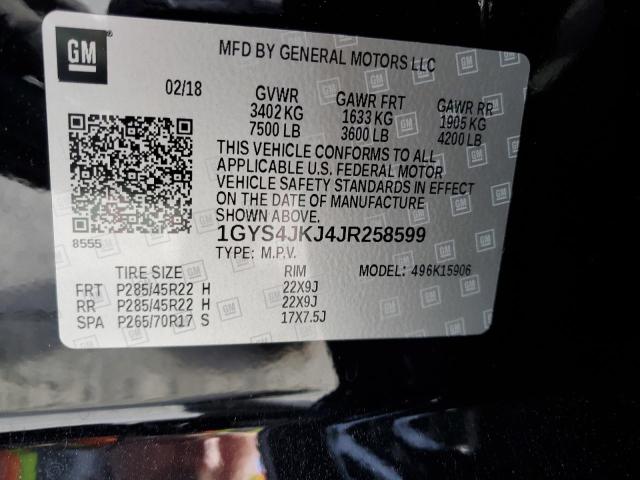 GM
MFD BY GENERAL MOTORS LLC
02/18 GVWR GAWR FRT GAWR RR
3402 KG 1633 KG 1905 KG
7500 LB 3600 LB 4200 LB
THIS VEHICLE CONFORMS TO ALL
APPLICABLE U.S. FEDERAL MOTOR
VEHICLE SAFETY STANDARDS IN EFFECT
ON THE DATE OF MANUFACTURE
SHOWN ABOVE.
8555 1GYS4JKJ4JR258599
TYPE: M.P.V. MODEL: 496K15906
TIRE SIZE RIM
FRT P285/45R22 H 22X9J
RR P285/45R22 H 22X9J
SPA P265/70R17 S 17X7.5J